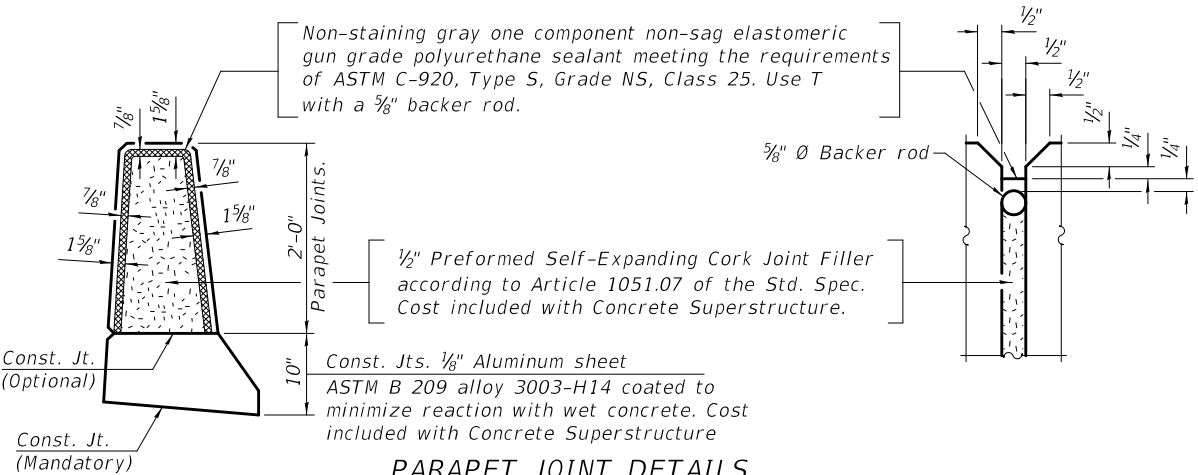 Non-staining gray one component non-sag elastomeric
gun grade polyurethane sealant meeting the requirements
of ASTM C-920, Type S, Grade NS, Class 25. Use T
with a ⅝" backer rod.
½"
½"
½"
½"
¼"
¼"
⅝" Ø Backer rod
⅞"
1⅝"
⅞"
⅞"
1⅝"
1⅝"
2'-0"
Parapet Joints.
½" Preformed Self-Expanding Cork Joint Filler
according to Article 1051.07 of the Std. Spec.
Cost included with Concrete Superstructure.
Const. Jt.
(Optional)
10"
Const. Jts. ⅛" Aluminum sheet
ASTM B 209 alloy 3003-H14 coated to
minimize reaction with wet concrete. Cost
included with Concrete Superstructure
Const. Jt.
(Mandatory)
PARAPET JOINT DETAILS